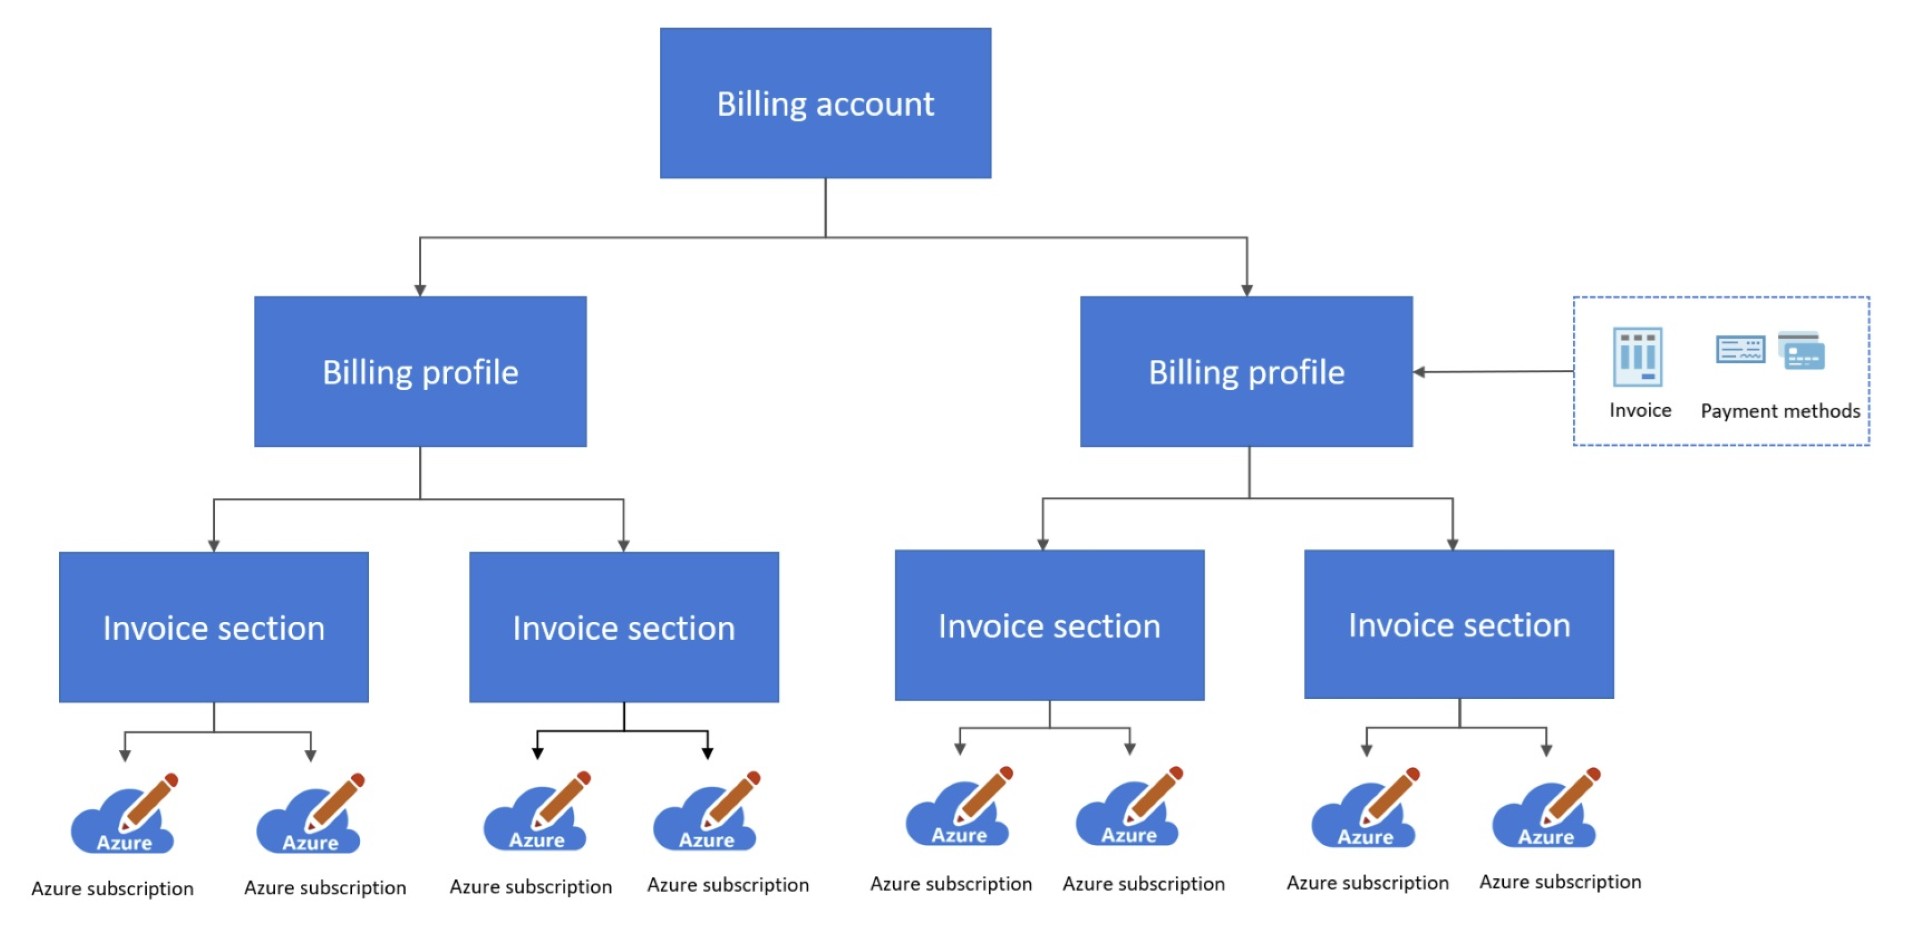 Billing account
Billing profile
Billing profile
Invoice
Payment methods
Invoice section
Invoice section
Invoice section
Invoice section
Azure
Azure
Azure
Azure
Azure
Azure
Azure
Azure
Azure subscription
Azure subscription
Azure subscription
Azure subscription
Azure subscription
Azure subscription
Azure subscription
Azure subscription